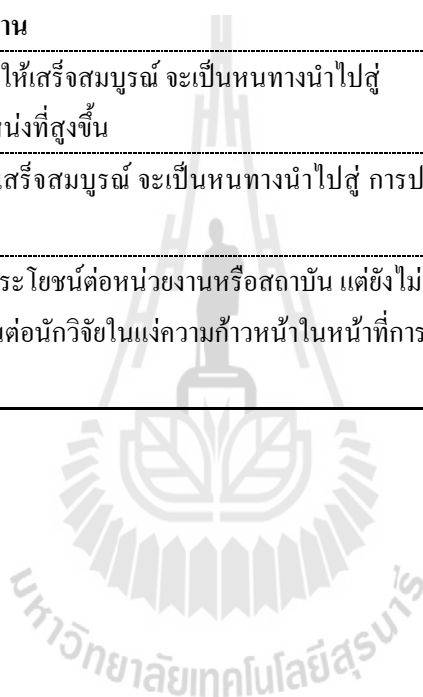 าน
ให้เสร็จสมบูรณ์ จะเป็นหนทางนำไปสู่
หน่งที่สูงขึ้น
เสร็จสมบูรณ์ จะเป็นหนทางนำไปสู่ การป
ระโยชน์ต่อหน่วยงานหรือสถาบัน แต่ยังไม่
นต่อนักวิจัยในแง่ความก้าวหน้าในหน้าที่การ
มหาวิทยาลัยเทคโนโลยีสุรนารี